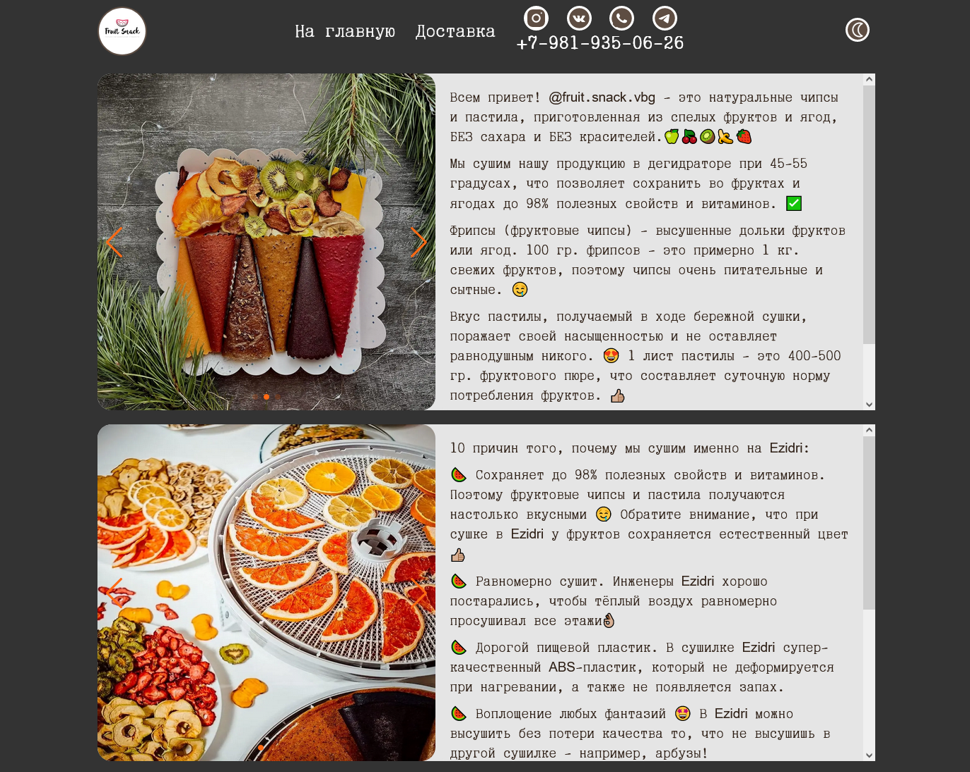 Fruit Snack
На главную Доставка
+7-981-935-06-26
Всем привет! @fruit.snack.vbg - это натуральные чипсы
и пастила, приготовленная из спелых фруктов и ягод,
БЕЗ сахара и БЕЗ красителей.🍏🍒🥝🍌🍓
Мы сушим нашу продукцию в дегидраторе при 45-55
градусах, что позволяет сохранить во фруктах и
ягодах до 98% полезных свойств и витаминов. ✅
Фрипсы (фруктовые чипсы) - высушенные дольки фруктов
или ягод. 100 гр. фрипсов - это примерно 1 кг.
свежих фруктов, поэтому чипсы очень питательные и
сытные. 😋
Вкус пастилы, получаемый в ходе бережной сушки,
поражает своей насыщенностью и не оставляет
равнодушным никого. 😍 1 лист пастилы - это 400-500
гр. фруктового пюре, что составляет суточную норму
потребления фруктов. 👍🏼
10 причин того, почему мы сушим именно на Ezidri:
🍉 Сохраняет до 98% полезных свойств и витаминов.
Поэтому фруктовые чипсы и пастила получаются
настолько вкусными 😋 Обратите внимание, что при
сушке в Ezidri у фруктов сохраняется естественный цвет
👍🏼
🍉 Равномерно сушит. Инженеры Ezidri хорошо
постарались, чтобы тёплый воздух равномерно
просушивал все этажи👌🏼
🍉 Дорогой пищевой пластик. В сушилке Ezidri супер-
качественный ABS-пластик, который не деформируется
при нагревании, а также не появляется запах.
🍉 Воплощение любых фантазий 🤩 В Ezidri можно
высушить без потери качества то, что не высушишь в
другой сушилке - например, арбузы!